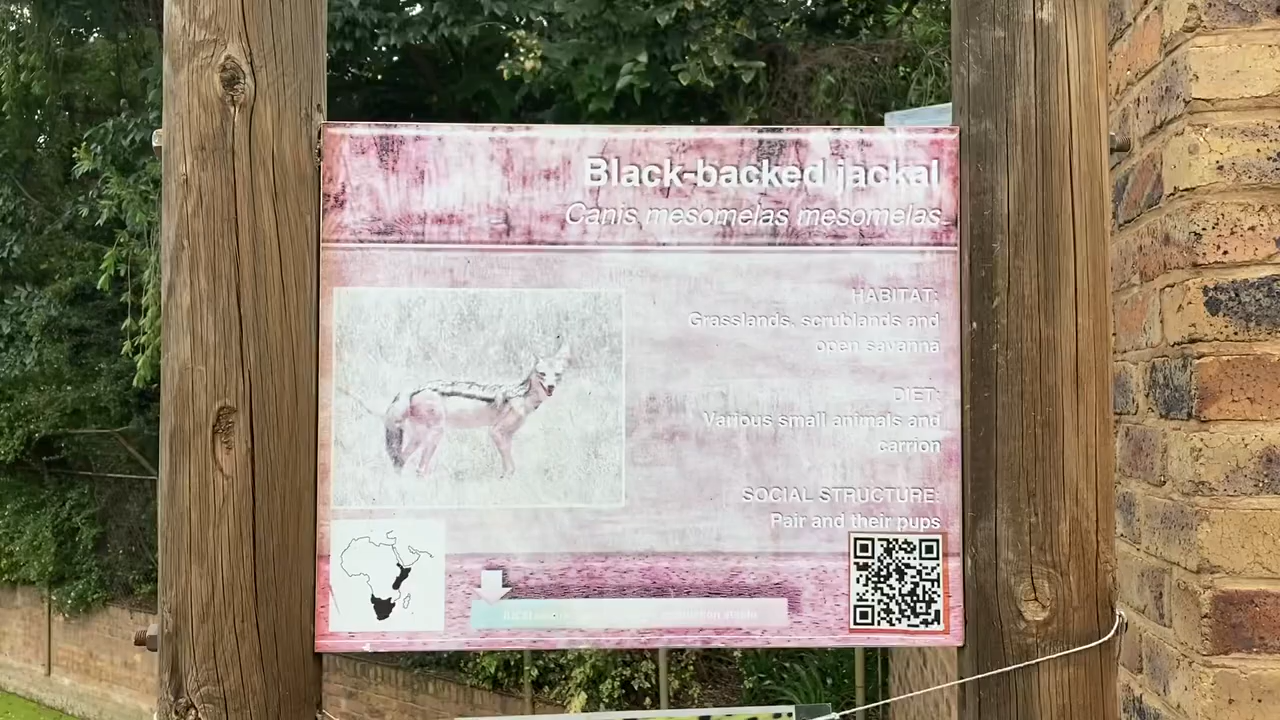 Black-backed jackal
Canis mesomelas mesomelas
HABITAT:
Grasslands, scrublands and
open savanna
DIET:
Various small animals and
carrion
SOCIAL STRUCTURE:
Pair and their pups